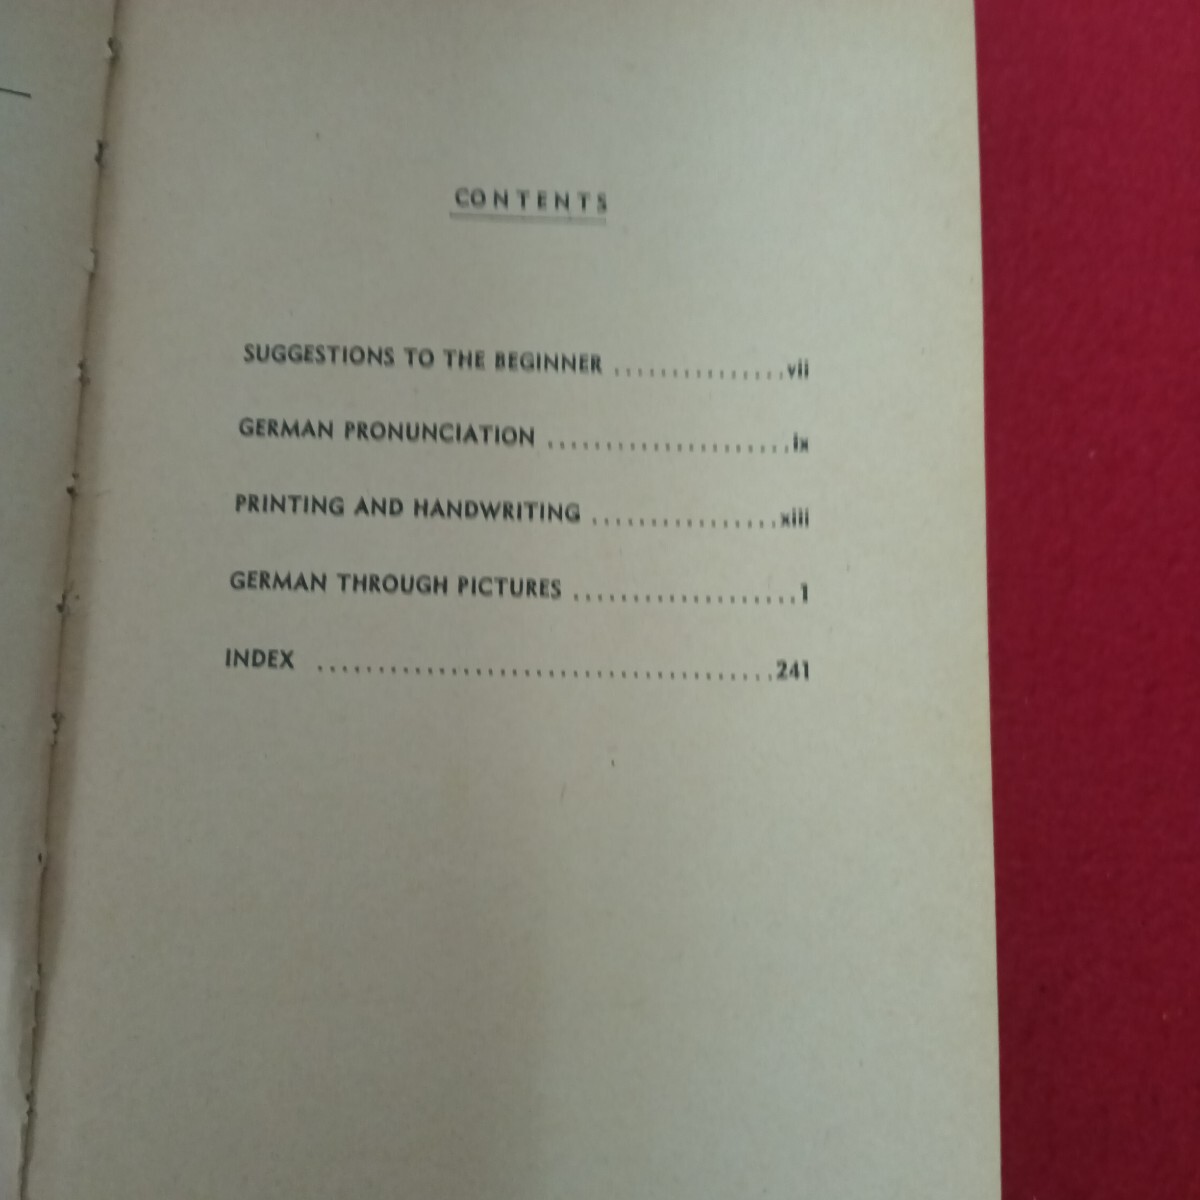 CONTENTS
SUGGESTIONS TO THE BEGINNER ...............vii
GERMAN PRONUNCIATION .....................ix
PRINTING AND HANDWRITING ................xiii
GERMAN THROUGH PICTURES ...................1
INDEX .......................................241